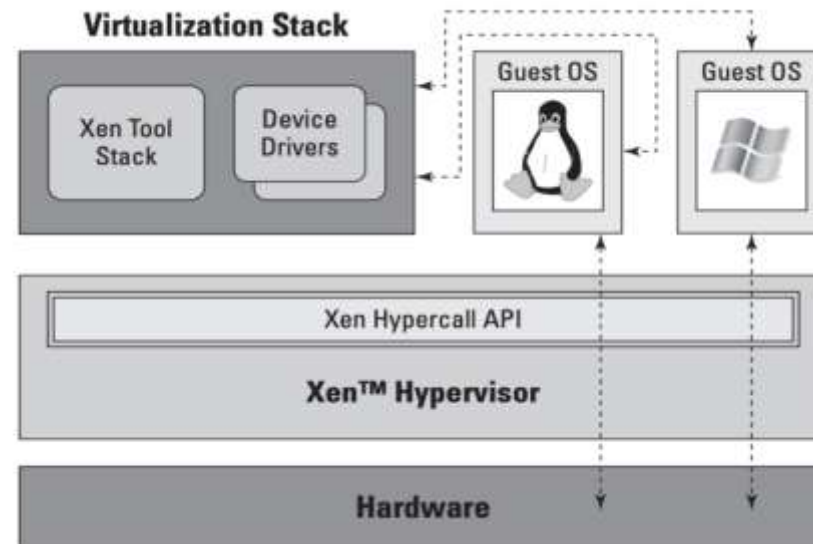 Virtualization Stack
Xen Tool
Stack
Device
Drivers
Guest OS
Guest OS
Xen Hypercall API
Xen™ Hypervisor
Hardware